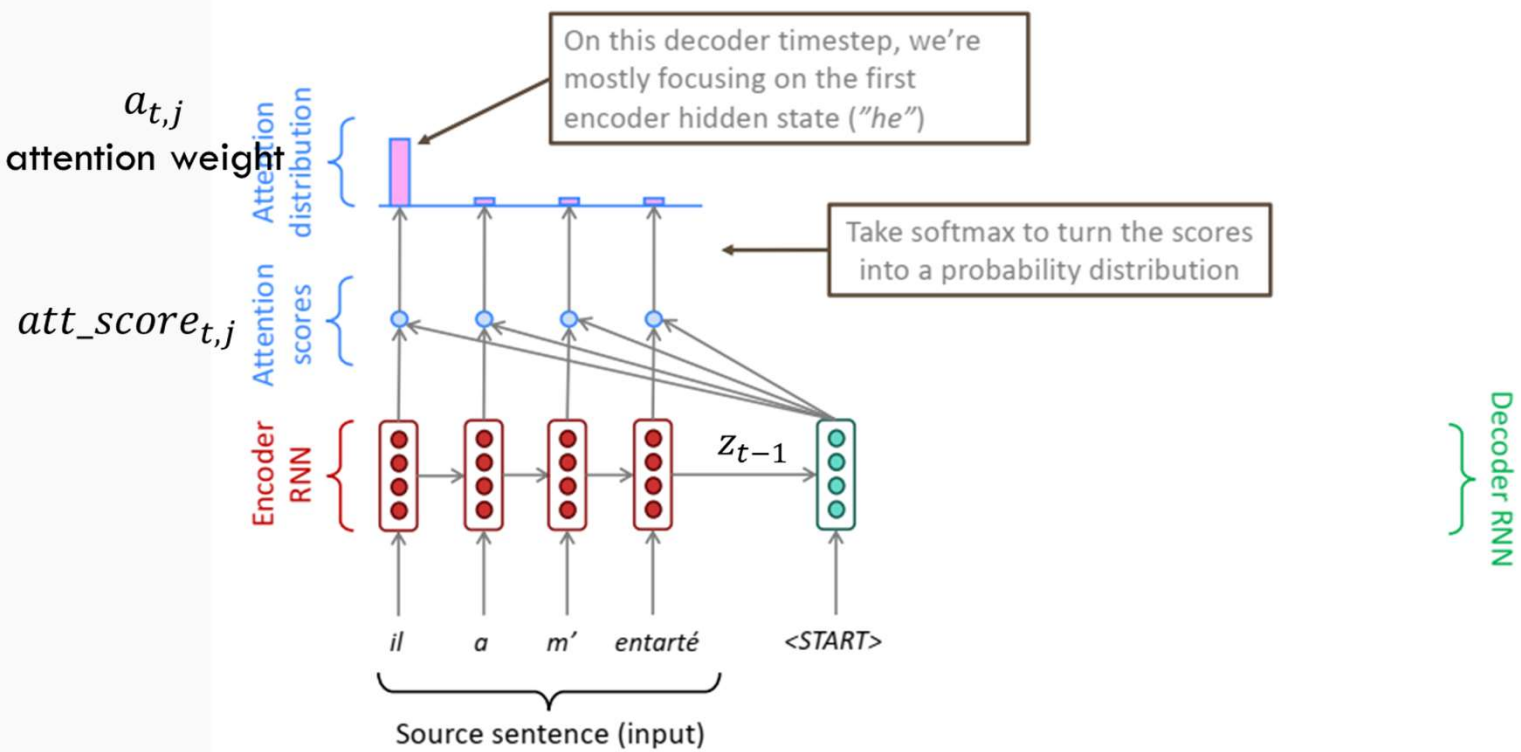 On this decoder timestep, we're
mostly focusing on the first
encoder hidden state ("he")
a_{t,j}
attention weight
Attention
distribution
Take softmax to turn the scores
into a probability distribution
att_score_{t,j}
Attention
scores
Encoder
RNN
z_{t−1}
Decoder RNN
il a m' entarté <START>
Source sentence (input)